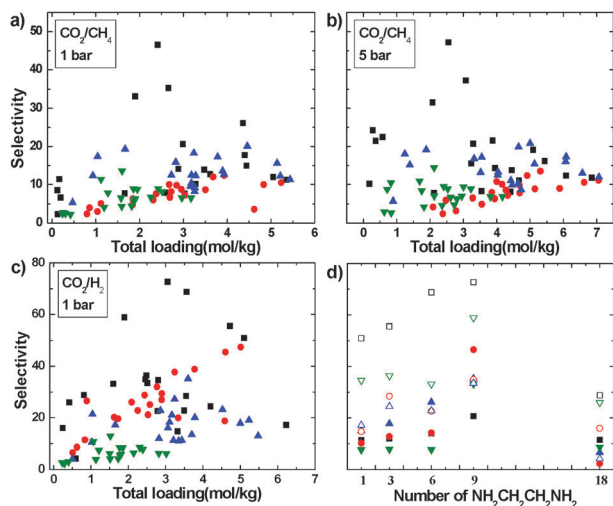 a)
CO2/CH4
1 bar
Selectivity
50
40
30
20
10
0
0 1 2 3 4 5
Total loading(mol/kg)
b)
CO2/CH4
5 bar
0 1 2 3 4 5 6 7
Total loading(mol/kg)
c)
CO2/H2
1 bar
Selectivity
80
60
40
20
0
0 1 2 3 4 5 6 7
Total loading(mol/kg)
d)
1 3 6 9 18
Number of NH2CH2CH2NH2